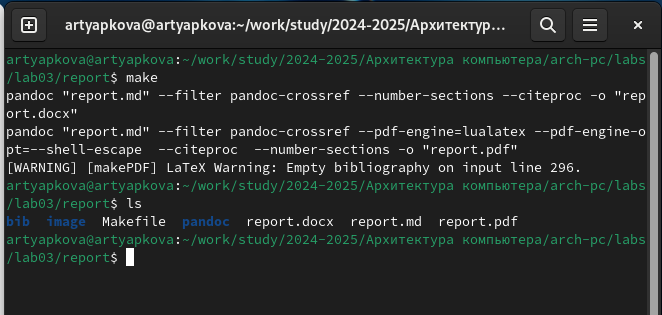 artyapkova@artyapkova:~/work/study/2024-2025/Архитектур...
artyapkova@artyapkova:~/work/study/2024-2025/Архитектура компьютера/arch-pc/labs
/lab03/report$ make
pandoc "report.md" --filter pandoc-crossref --number-sections --citeproc -o "rep
ort.docx"
pandoc "report.md" --filter pandoc-crossref --pdf-engine=lualatex --pdf-engine-o
pt=--shell-escape  --citeproc  --number-sections -o "report.pdf"
[WARNING] [makePDF] LaTeX Warning: Empty bibliography on input line 296.
artyapkova@artyapkova:~/work/study/2024-2025/Архитектура компьютера/arch-pc/labs
/lab03/report$ ls
bib  image  Makefile  pandoc  report.docx  report.md  report.pdf
artyapkova@artyapkova:~/work/study/2024-2025/Архитектура компьютера/arch-pc/labs
/lab03/report$